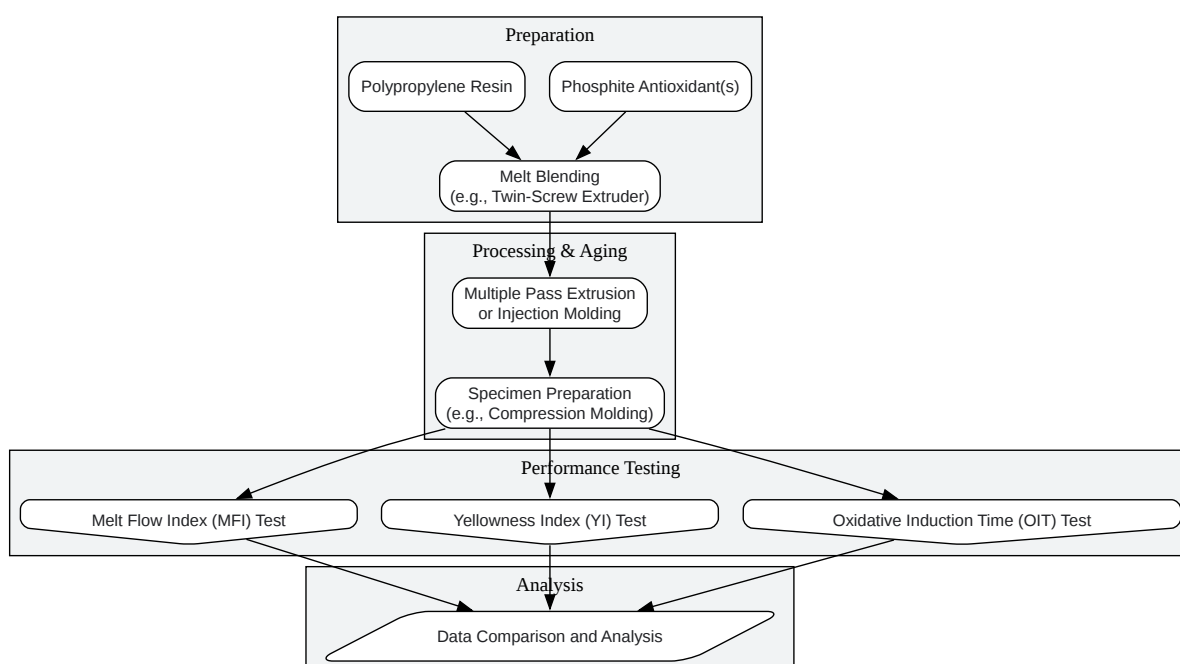 Preparation
Polypropylene Resin
Phosphite Antioxidant(s)
Melt Blending
(e.g., Twin-Screw Extruder)
Processing & Aging
Multiple Pass Extrusion
or Injection Molding
Specimen Preparation
(e.g., Compression Molding)
Performance Testing
Melt Flow Index (MFI) Test
Yellowness Index (YI) Test
Oxidative Induction Time (OIT) Test
Analysis
Data Comparison and Analysis